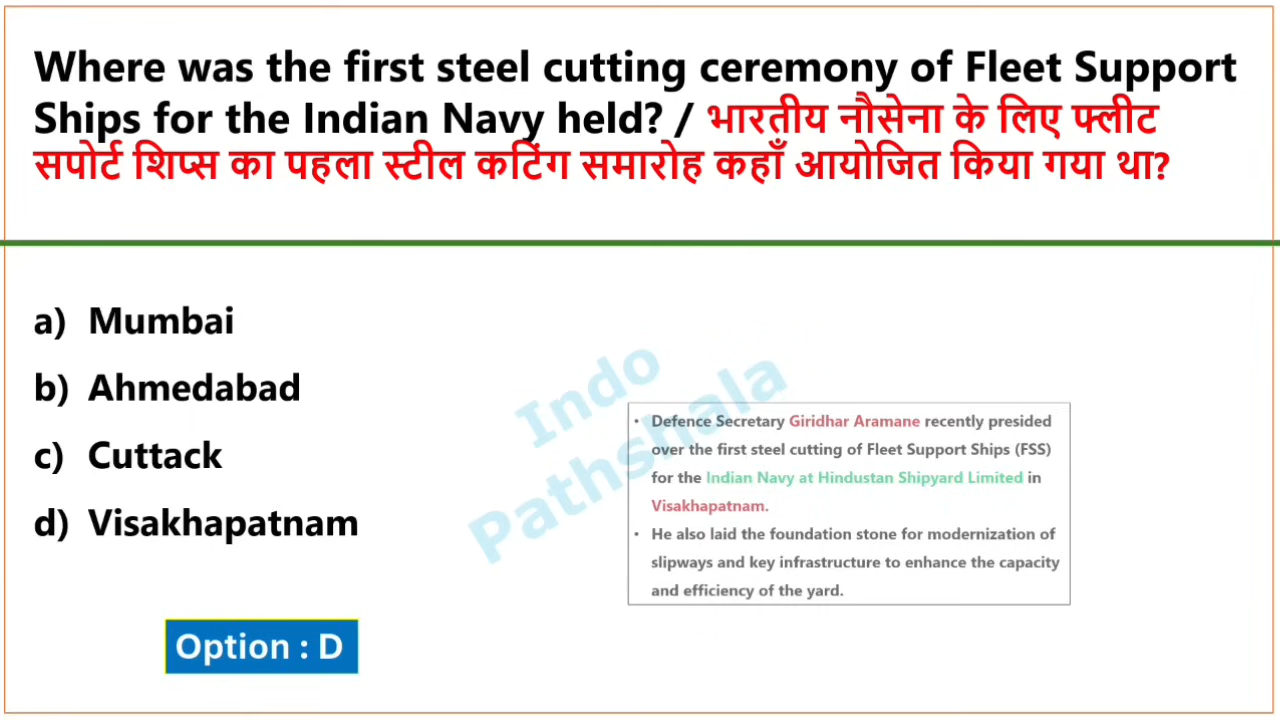 Where was the first steel cutting ceremony of Fleet Support
Ships for the Indian Navy held? / भारतीय नौसेना के लिए फ्लीट
सपोर्ट शिप्स का पहला स्टील कटिंग समारोह कहाँ आयोजित किया गया था?
a) Mumbai
b) Ahmedabad
c) Cuttack
d) Visakhapatnam
Indo
Pathshala
• Defence Secretary Giridhar Aramane recently presided
over the first steel cutting of Fleet Support Ships (FSS)
for the Indian Navy at Hindustan Shipyard Limited in
Visakhapatnam.
• He also laid the foundation stone for modernization of
slipways and key infrastructure to enhance the capacity
and efficiency of the yard.
Option : D